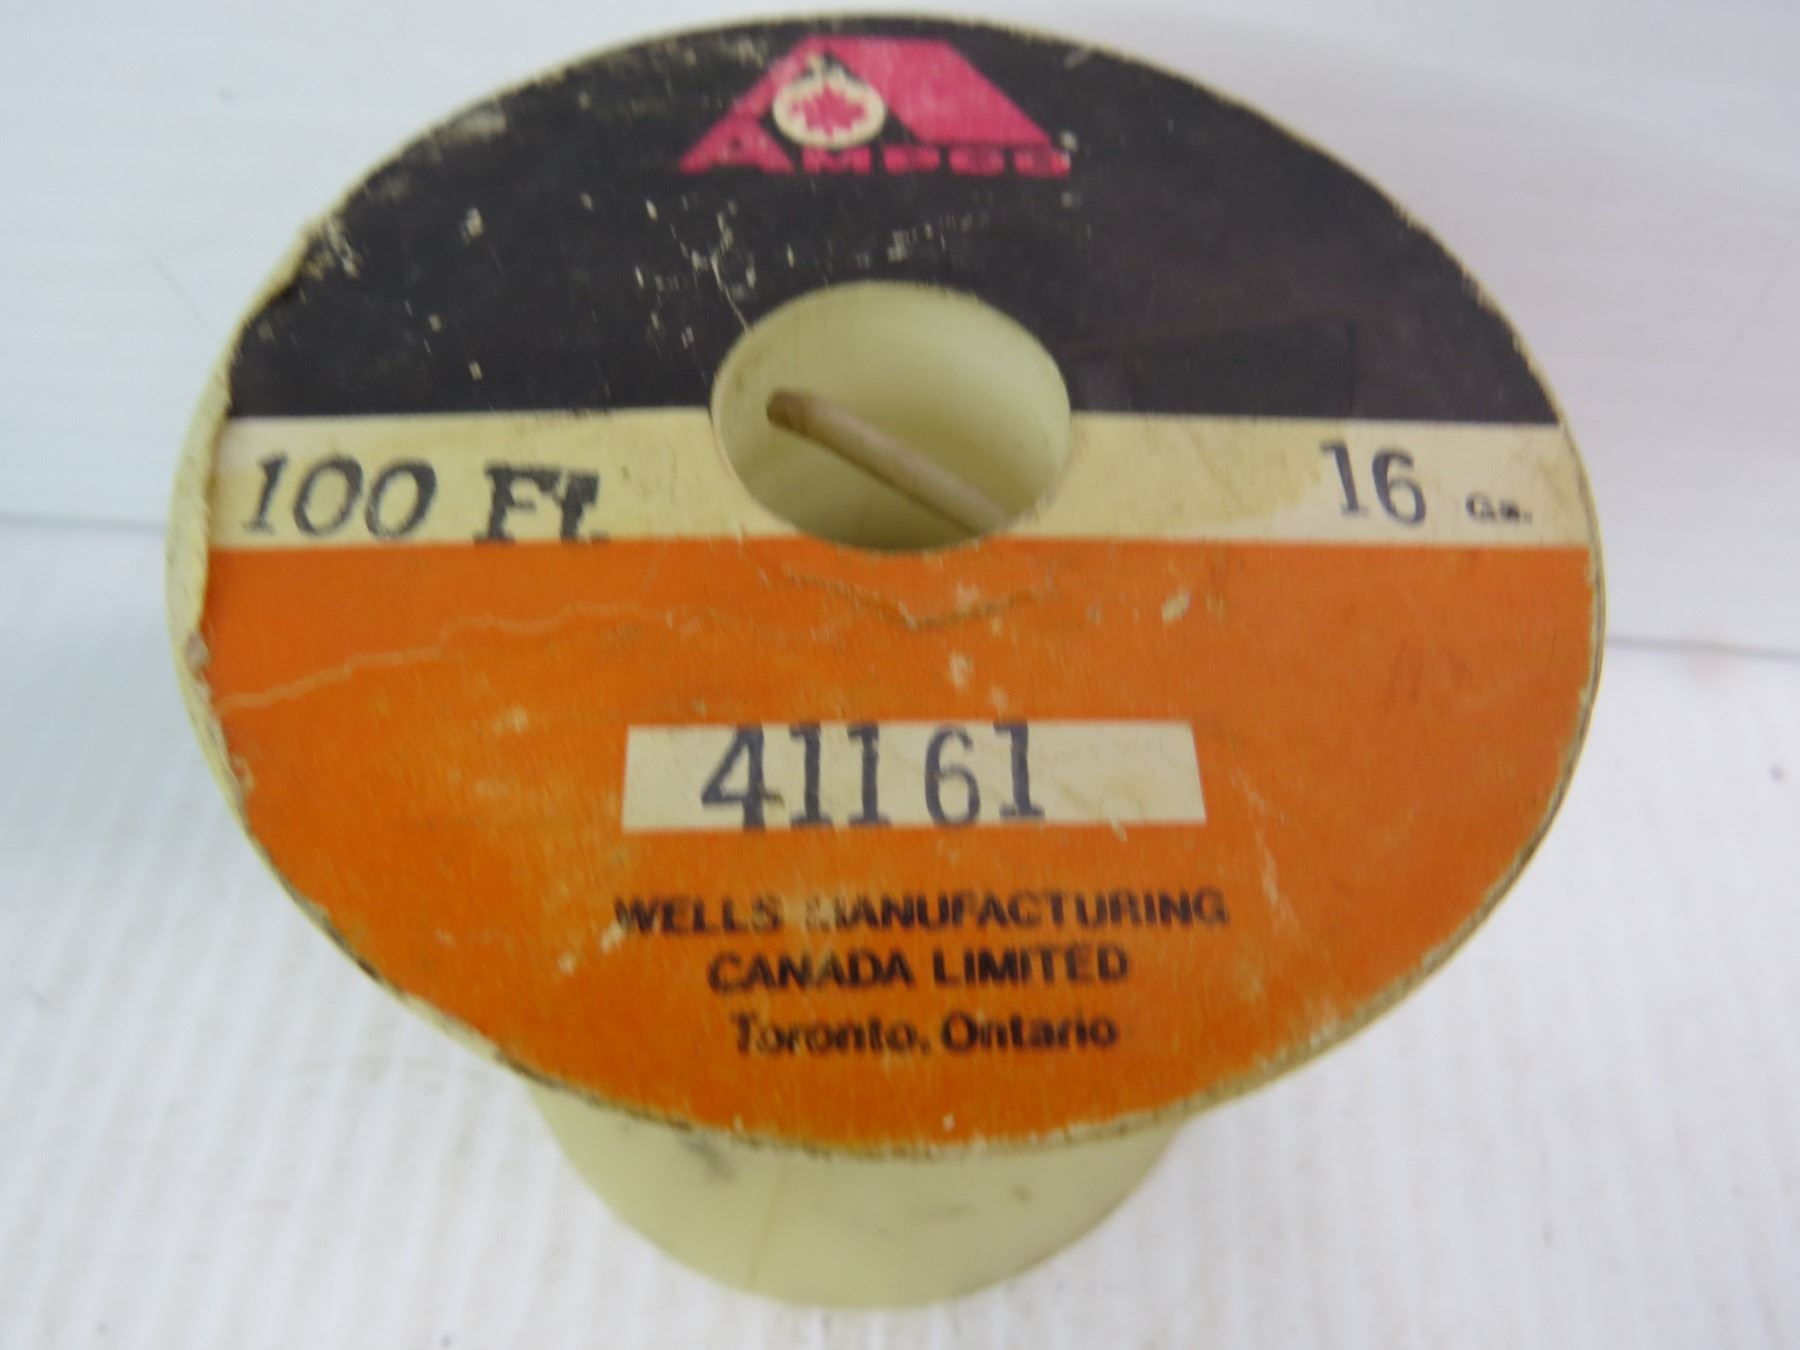 AMPCO
100 Ft.
16 Ga.
41161
WELLS MANUFACTURING
CANADA LIMITED
Toronto, Ontario